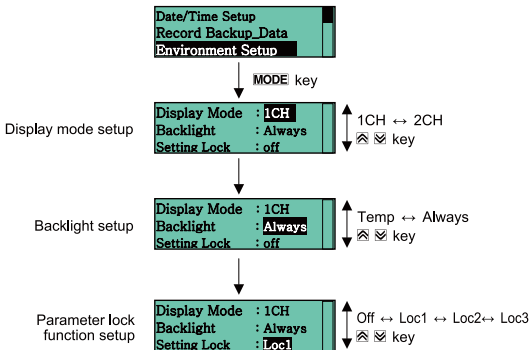 Date/Time Setup
Record Backup_Data
Environment Setup
MODE key
Display mode setup
Display Mode : 1CH
Backlight : Always
Setting Lock : off
1CH ↔ 2CH
key
Backlight setup
Display Mode : 1CH
Backlight : Always
Setting Lock : off
Temp ↔ Always
key
Parameter lock
function setup
Display Mode : 1CH
Backlight : Always
Setting Lock : Loc1
Off ↔ Loc1 ↔ Loc2↔ Loc3
key